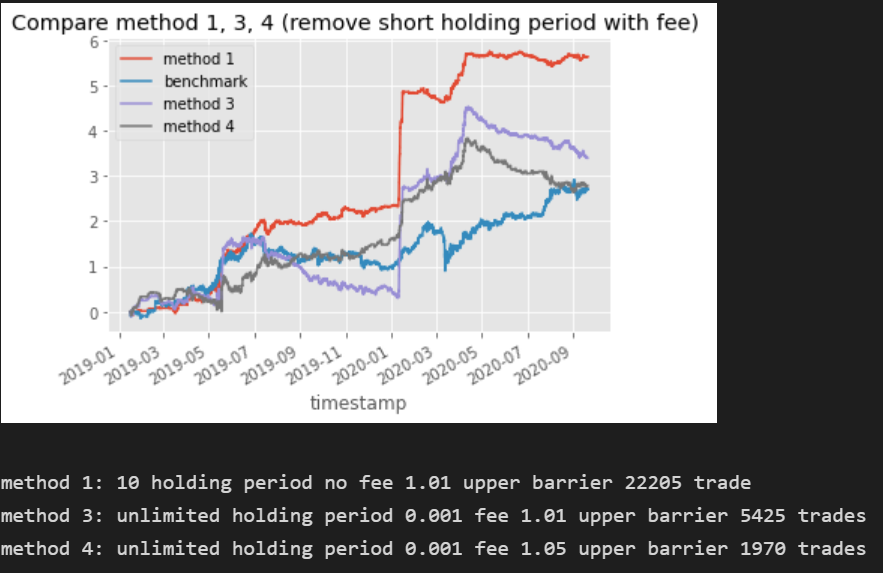 Compare method 1, 3, 4 (remove short holding period with fee)
6
5
4
3
2
1
0
method 1
benchmark
method 3
method 4
2019-01
2019-03
2019-05
2019-07
2019-09
2019-11
2020-01
2020-03
2020-05
2020-07
2020-09
timestamp
method 1: 10 holding period no fee 1.01 upper barrier 22205 trade
method 3: unlimited holding period 0.001 fee 1.01 upper barrier 5425 trades
method 4: unlimited holding period 0.001 fee 1.05 upper barrier 1970 trades